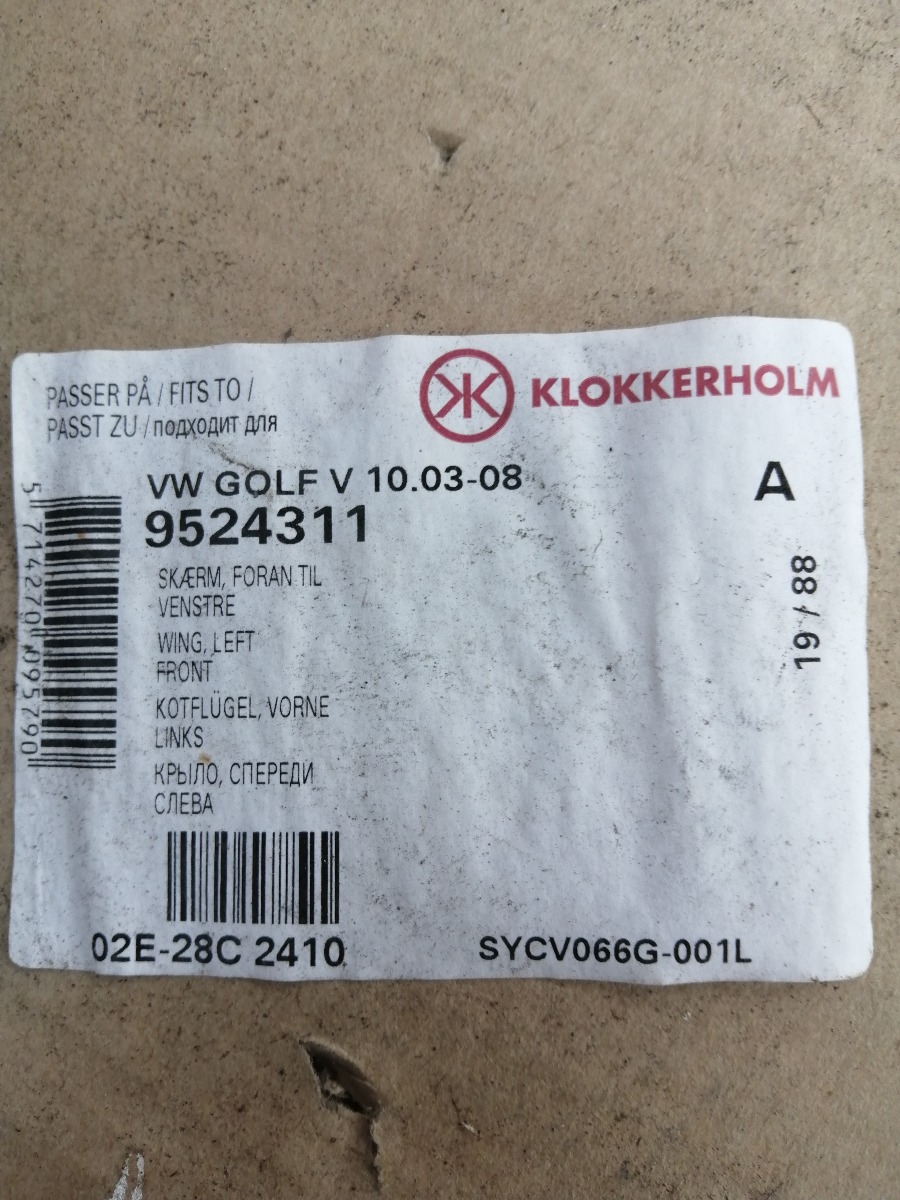 PASSER PÅ / FITS TO /
PASST ZU / подходит для
KLOKKERHOLM
VW GOLF V 10.03-08
A
9524311
5 714270 095790
SKÆRM, FORAN TIL
VENSTRE
WING, LEFT
FRONT
KOTFLÜGEL, VORNE
LINKS
КРЫЛО, СПЕРЕДИ
СЛЕВА
19 / 88
02E-28C 2410
SYCV066G-001L